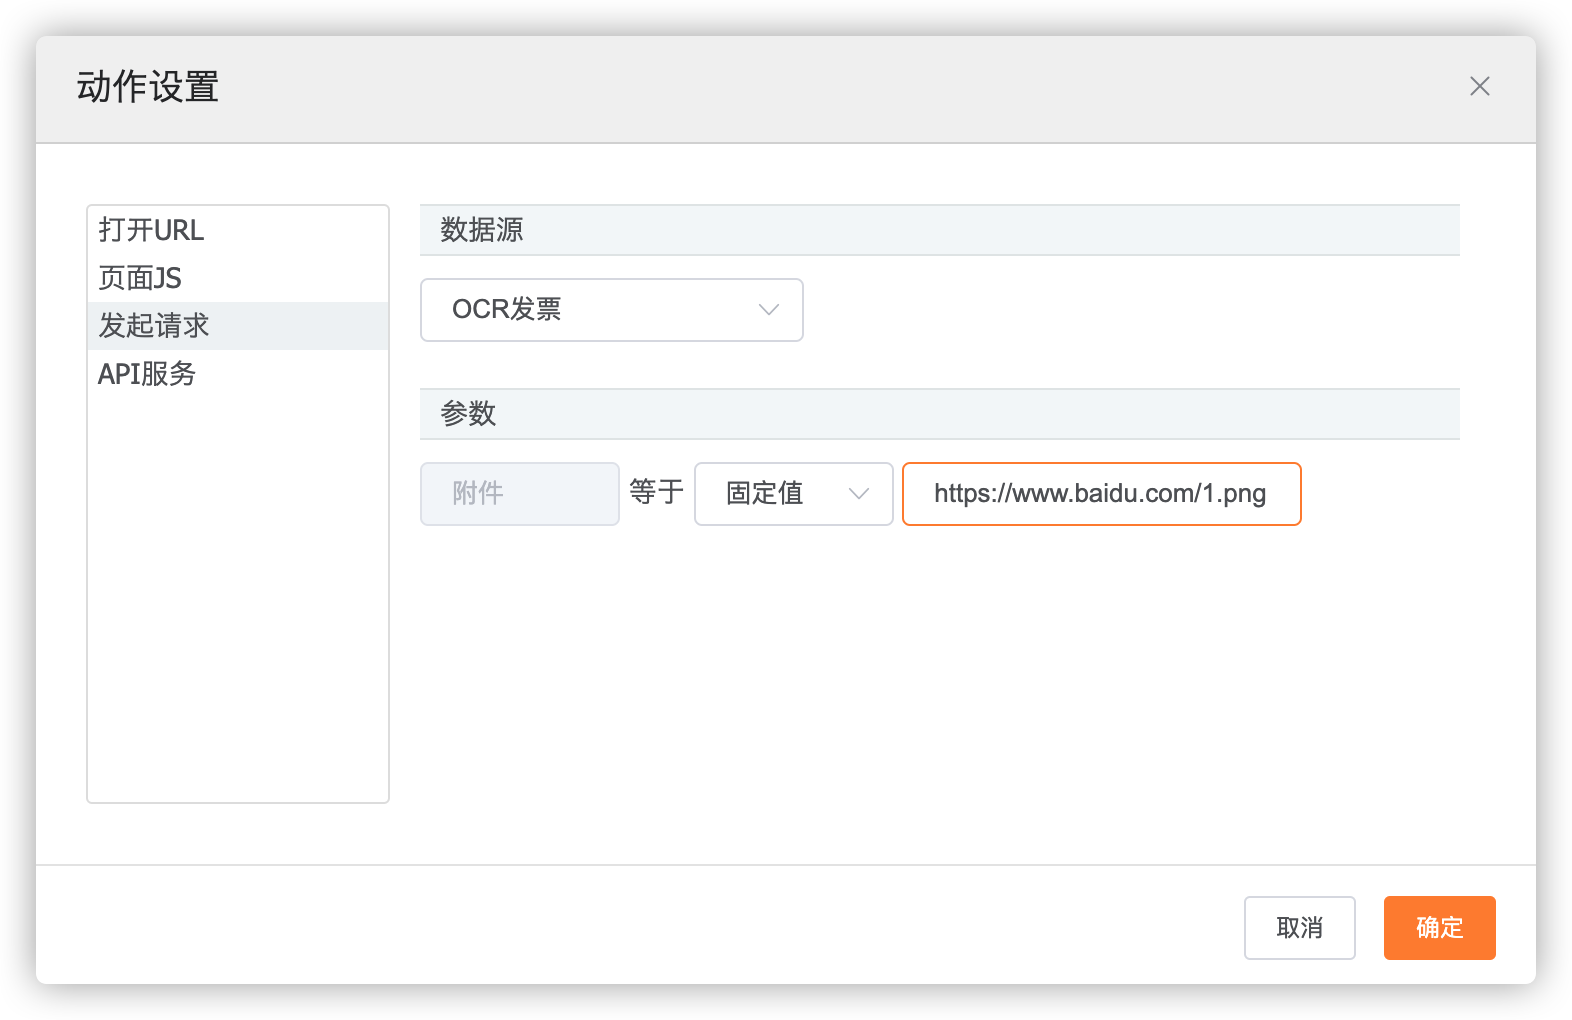 动作设置
打开URL
页面JS
发起请求
API服务
数据源
OCR发票
参数
附件 等于 固定值 https://www.baidu.com/1.png
取消 确定